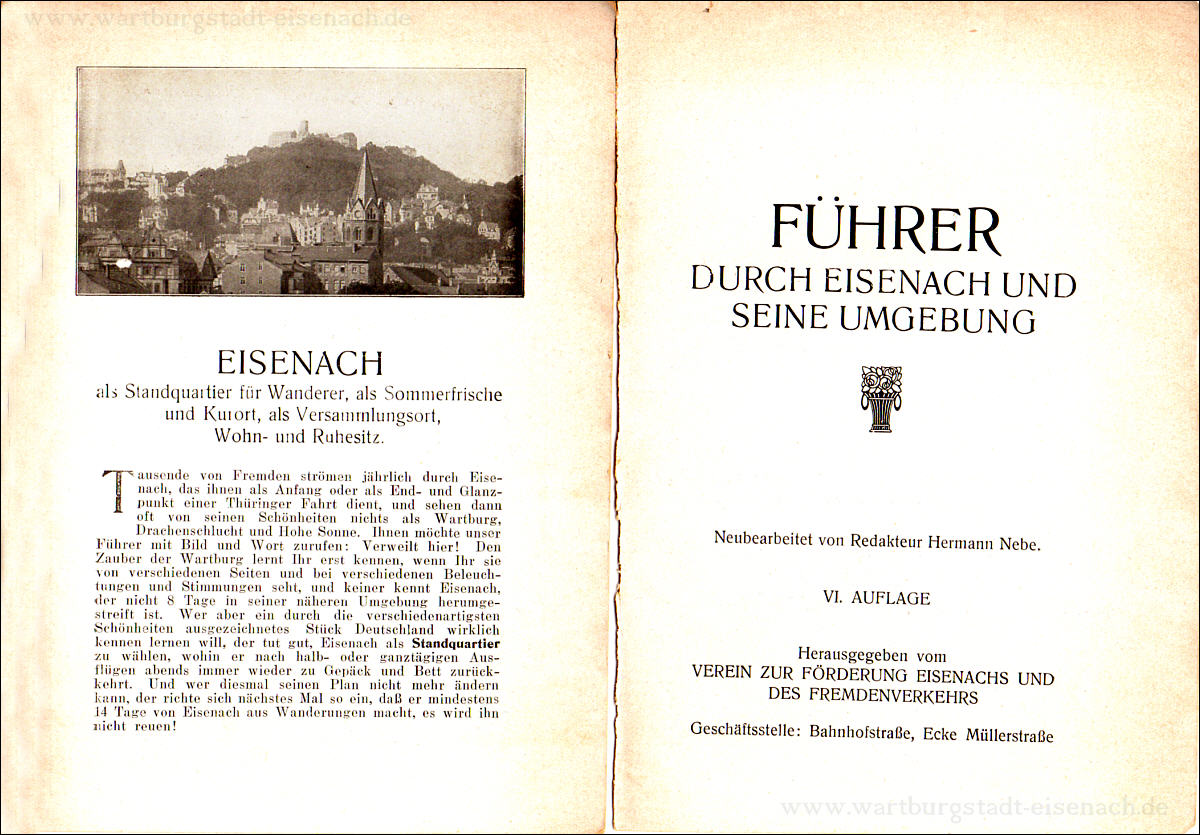 www.wartburgstadt-eisenach.de
EISENACH
als Standquartier für Wanderer, als Sommerfrische
und Kurort, als Versammlungsort,
Wohn- und Ruhesitz.
Tausende von Fremden strömen jährlich durch Eise-
nach, das ihnen als Anfang oder als End- und Glanz-
punkt einer Thüringer Fahrt dient, und sehen dann
oft von seinen Schönheiten nichts als Wartburg,
Drachenschlucht und Hohe Sonne. Ihnen möchte unser
Führer mit Bild und Wort zurufen: Verweilt hier! Den
Zauber der Wartburg lernt Ihr erst kennen, wenn Ihr sie
von verschiedenen Seiten und bei verschiedenen Beleuch-
tungen und Stimmungen seht, und keiner kennt Eisenach,
der nicht 8 Tage in seiner näheren Umgebung herumge-
streift ist. Wer aber ein durch die verschiedenartigsten
Schönheiten ausgezeichnetes Stück Deutschland wirklich
kennen lernen will, der tut gut, Eisenach als Standquartier
zu wählen, wohin er nach halb- oder ganztägigen Aus-
flügen abends immer wieder zu Gepäck und Bett zurück-
kehrt. Und wer diesmal seinen Plan nicht mehr ändern
kann, der richte sich nächstes Mal so ein, daß er mindestens
14 Tage von Eisenach aus Wanderungen macht, es wird ihn
nicht reuen!
FÜHRER
DURCH EISENACH UND
SEINE UMGEBUNG
Neubearbeitet von Redakteur Hermann Nebe.
VI. AUFLAGE
Herausgegeben vom
VEREIN ZUR FÖRDERUNG EISENACHS UND
DES FREMDENVERKEHRS
Geschäftsstelle: Bahnhofstraße, Ecke Müllerstraße
www.wartburgstadt-eisenach.de